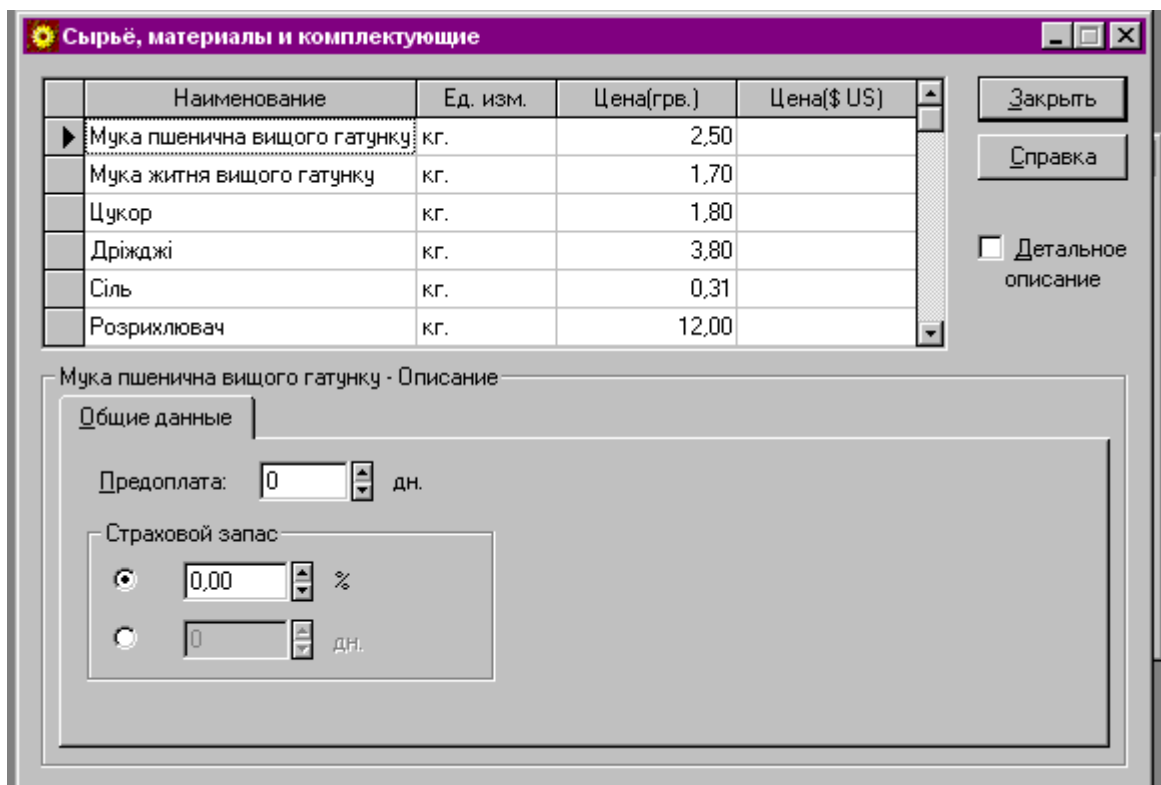 Сырьё, материалы и комплектующие
Наименование Ед. изм. Цена(грв.) Цена($ US)
Мука пшенична вищого гатунку кг. 2,50
Мука житня вищого гатунку кг. 1,70
Цукор кг. 1,80
Дріжджі кг. 3,80
Сіль кг. 0,31
Розрихлювач кг. 12,00
Закрыть
Справка
Детальное
описание
Мука пшенична вищого гатунку - Описание
Общие данные
Предоплата: 0 дн.
Страховой запас
0,00 %
0 дн.